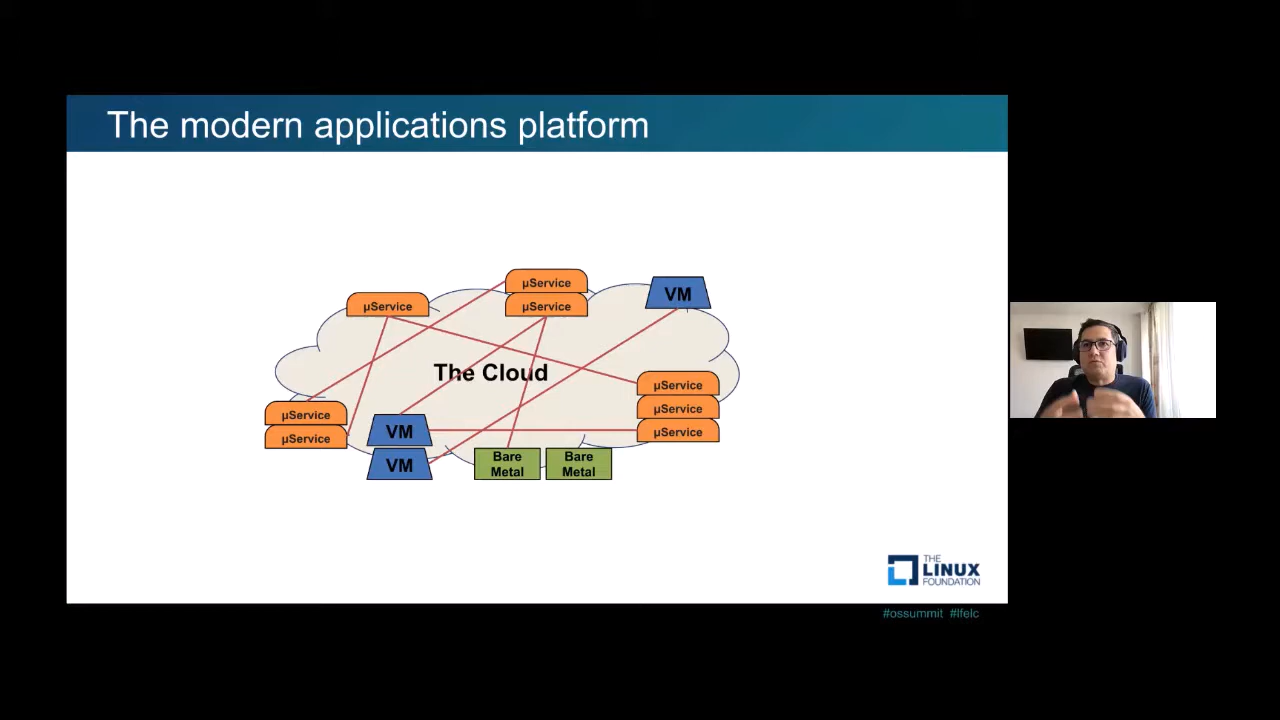 The modern applications platform
µService
VM
µService
µService
The Cloud
µService
µService
µService
µService
VM
µService
µService
Bare
Metal
Bare
Metal
VM
THE
LINUX
FOUNDATION
#ossummit #lfelc